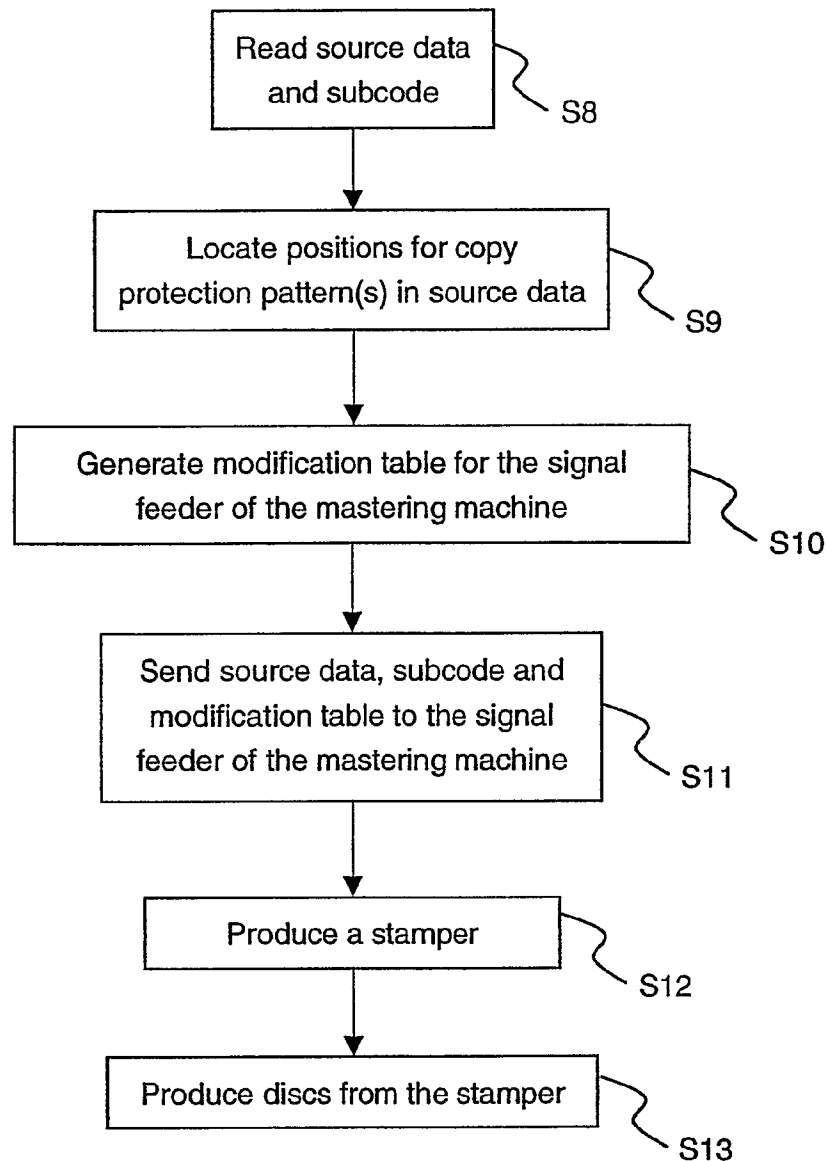 Read source data
and subcode
S8
Locate positions for copy
protection pattern(s) in source data
S9
Generate modification table for the signal
feeder of the mastering machine
S10
Send source data, subcode and
modification table to the signal
feeder of the mastering machine
S11
Produce a stamper
S12
Produce discs from the stamper
S13